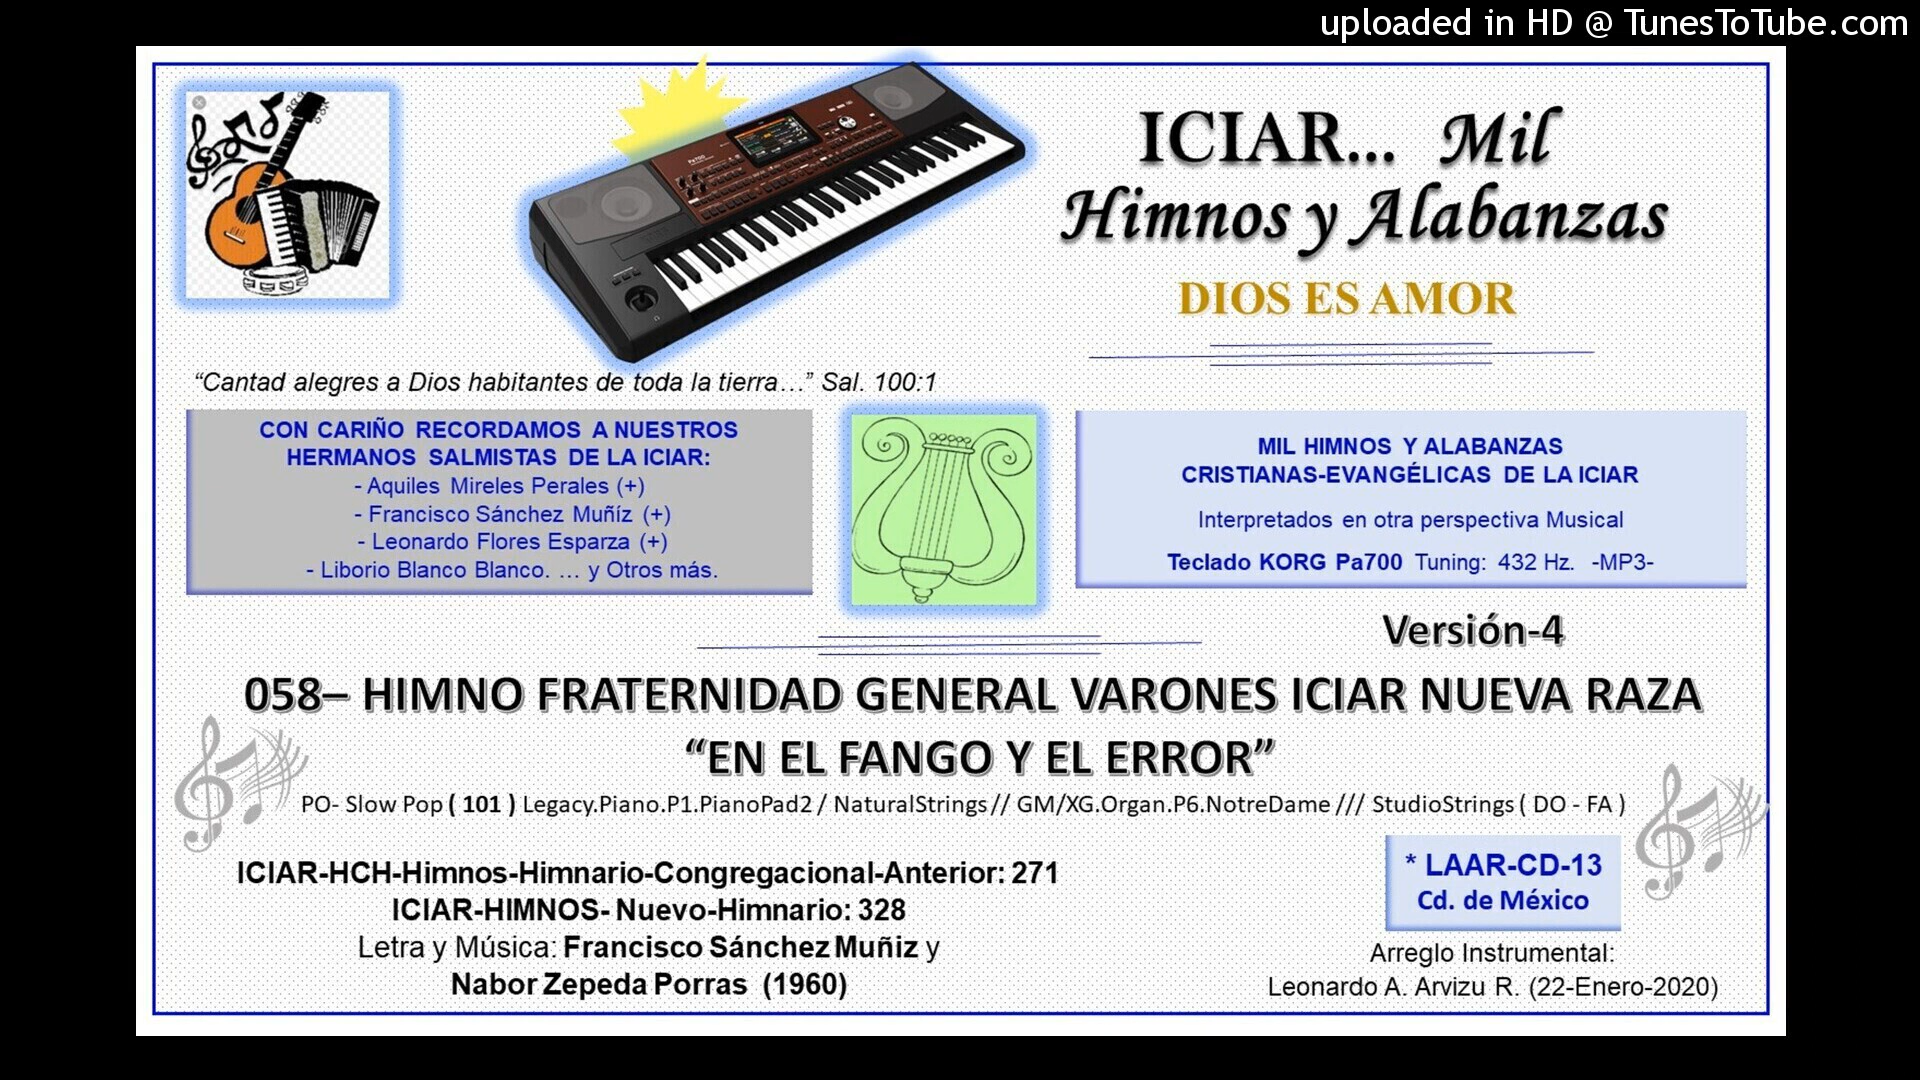 uploaded in HD @ TunesToTube.com
ICIAR... Mil
Himnos y Alabanzas
DIOS ES AMOR
Pa700
“Cantad alegres a Dios habitantes de toda la tierra…” Sal. 100:1
CON CARIÑO RECORDAMOS A NUESTROS
HERMANOS SALMISTAS DE LA ICIAR:
- Aquiles Mireles Perales (+)
- Francisco Sánchez Muñíz (+)
- Leonardo Flores Esparza (+)
- Liborio Blanco Blanco. … y Otros más.
MIL HIMNOS Y ALABANZAS
CRISTIANAS-EVANGÉLICAS DE LA ICIAR
Interpretados en otra perspectiva Musical
Teclado KORG Pa700 Tuning: 432 Hz. -MP3-
Versión-4
058– HIMNO FRATERNIDAD GENERAL VARONES ICIAR NUEVA RAZA
“EN EL FANGO Y EL ERROR”
PO- Slow Pop ( 101 ) Legacy.Piano.P1.PianoPad2 / NaturalStrings // GM/XG.Organ.P6.NotreDame /// StudioStrings ( DO - FA )
ICIAR-HCH-Himnos-Himnario-Congregacional-Anterior: 271
ICIAR-HIMNOS- Nuevo-Himnario: 328
Letra y Música: Francisco Sánchez Muñiz y
Nabor Zepeda Porras (1960)
* LAAR-CD-13
Cd. de México
Arreglo Instrumental:
Leonardo A. Arvizu R. (22-Enero-2020)